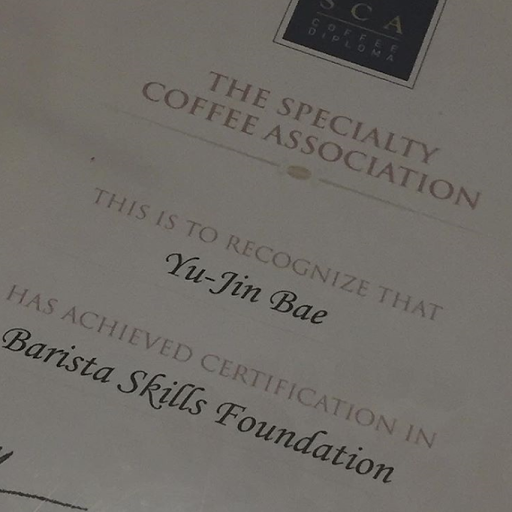 SCA
COFFEE
DIPLOMA
THE SPECIALTY
COFFEE ASSOCIATION
THIS IS TO RECOGNIZE THAT
Yu-Jin Bae
HAS ACHIEVED CERTIFICATION IN
Barista Skills Foundation